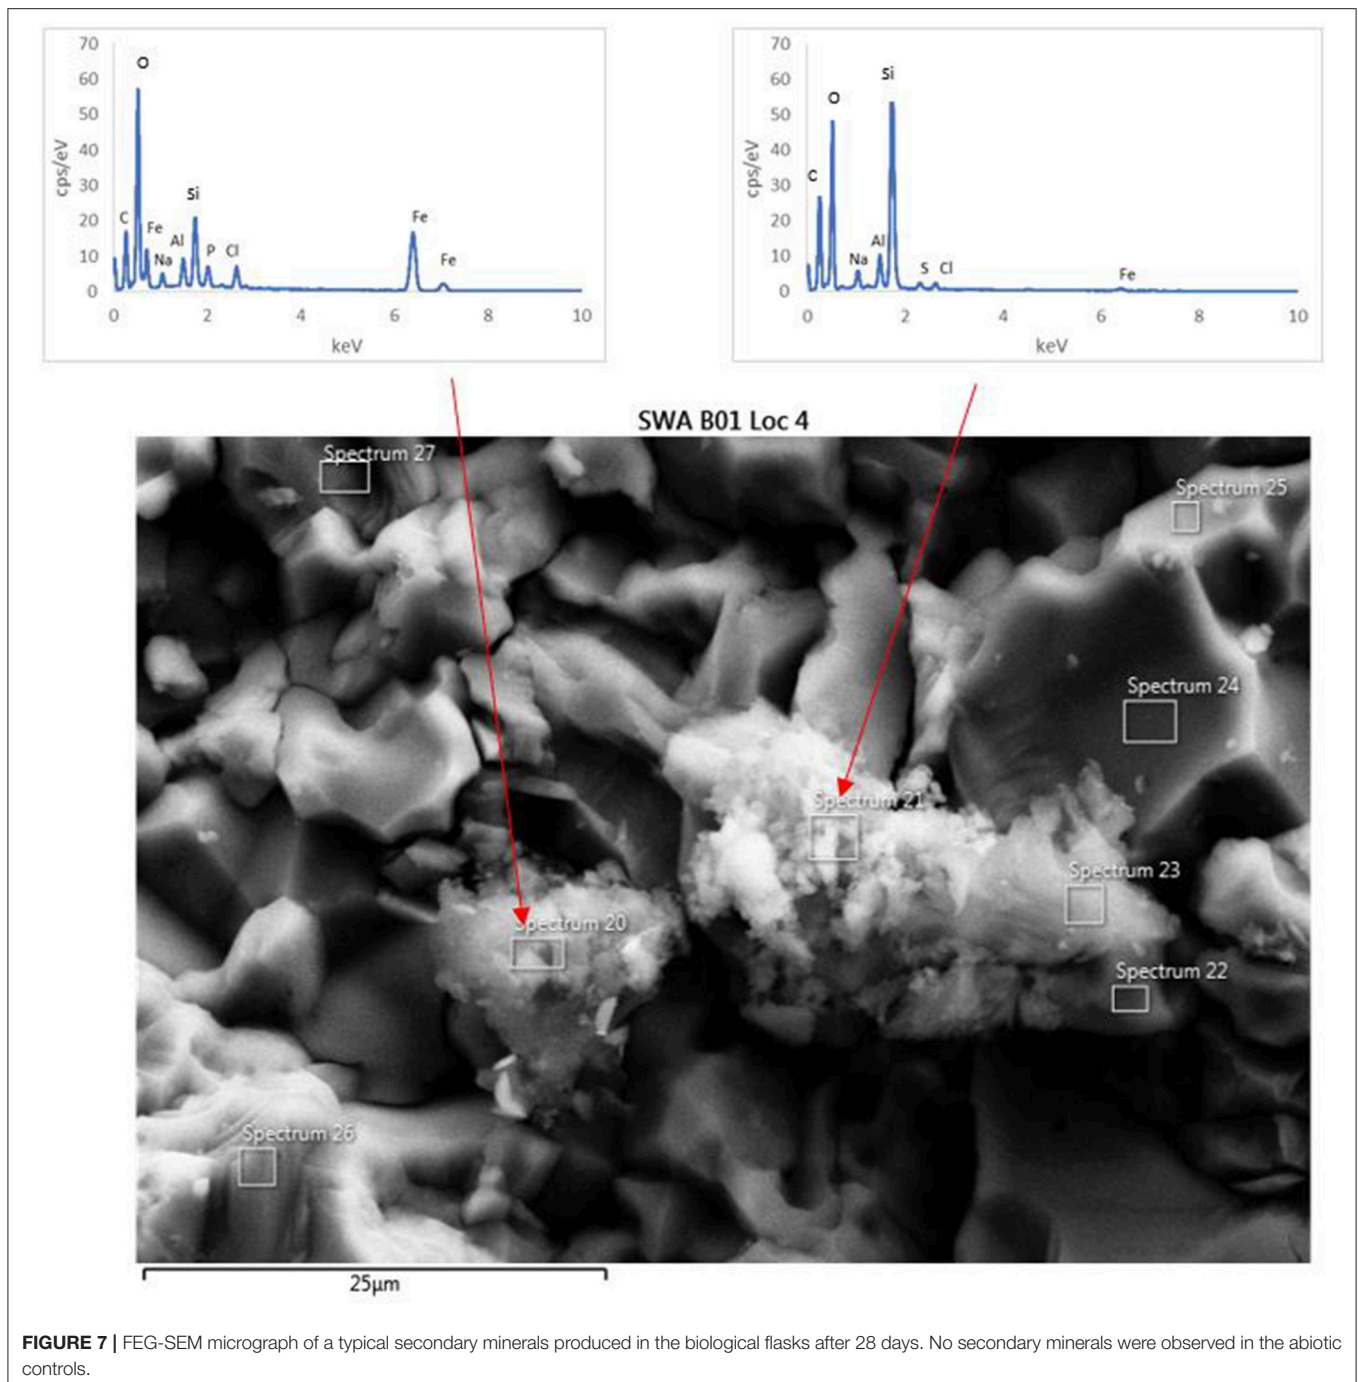 70
60
50
40
30
20
10
0
cps/eV
O
C
Fe
Na
Al
Si
P
Cl
Fe
Fe
0 2 4 6 8 10
keV
70
60
50
40
30
20
10
0
cps/eV
Si
O
C
Na
Al
S Cl
Fe
0 2 4 6 8 10
keV
SWA B01 Loc 4
Spectrum 27
Spectrum 25
Spectrum 24
Spectrum 21
Spectrum 23
Spectrum 20
Spectrum 22
Spectrum 26
25µm
FIGURE 7 | FEG-SEM micrograph of a typical secondary minerals produced in the biological flasks after 28 days. No secondary minerals were observed in the abiotic
controls.